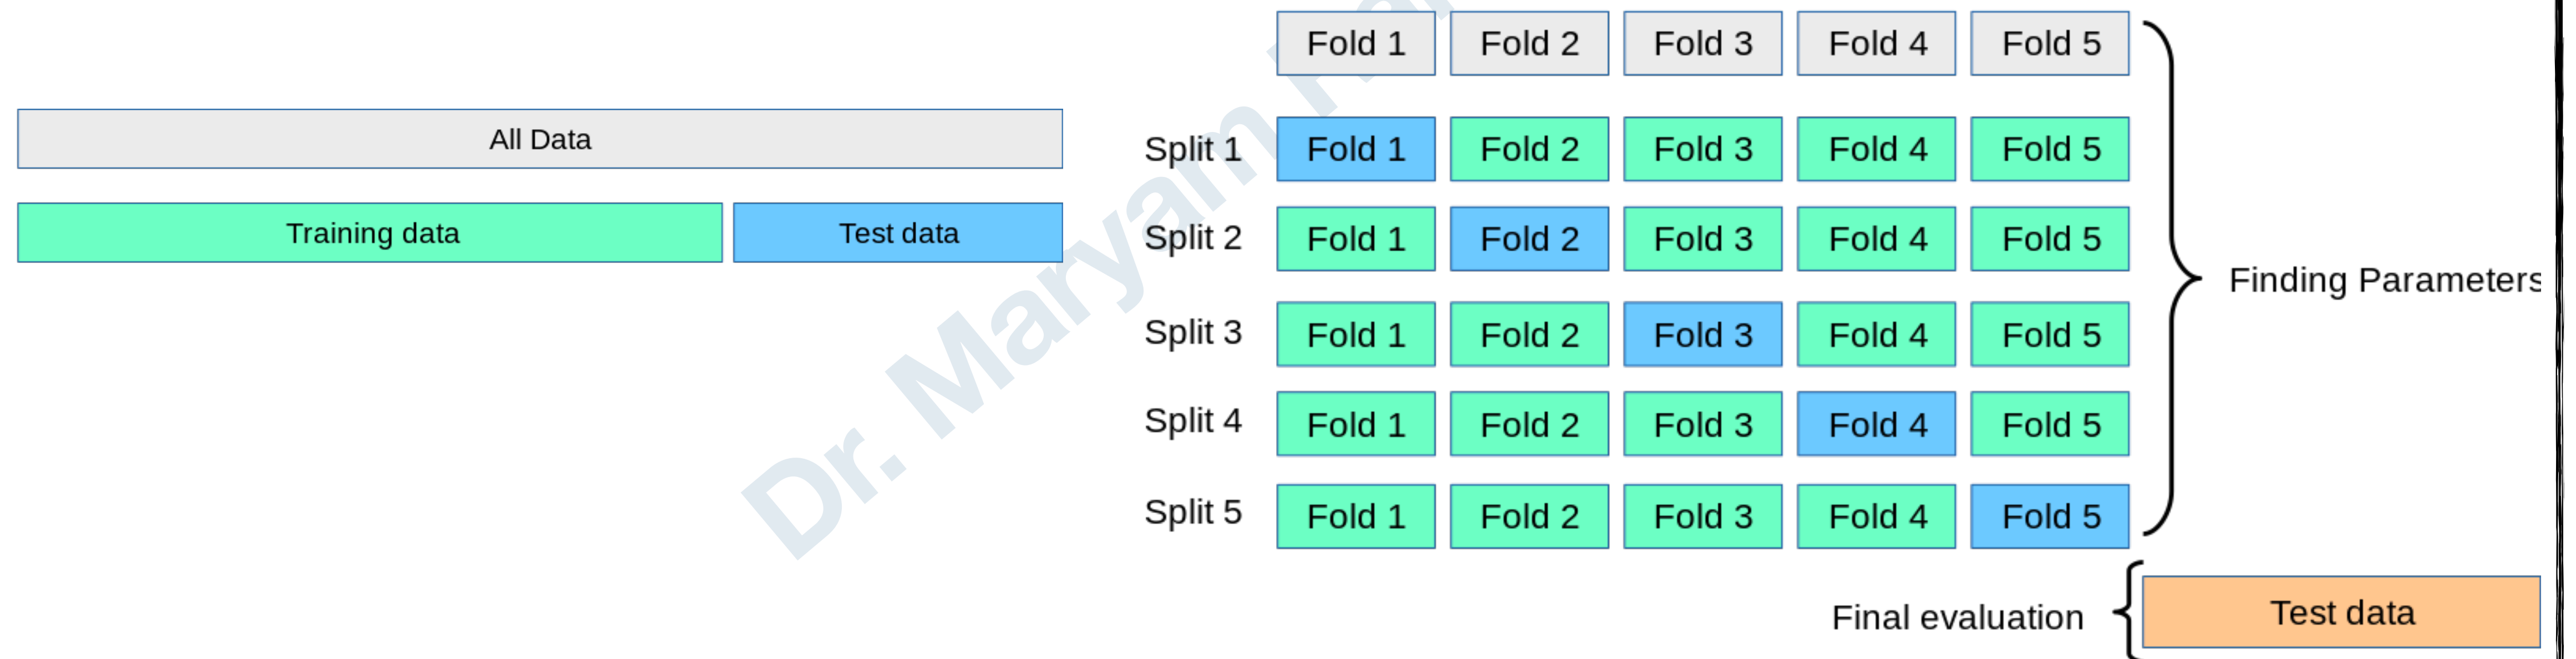 All Data
Training data Test data
Fold 1 Fold 2 Fold 3 Fold 4 Fold 5
Split 1 Fold 1 Fold 2 Fold 3 Fold 4 Fold 5
Split 2 Fold 1 Fold 2 Fold 3 Fold 4 Fold 5
Split 3 Fold 1 Fold 2 Fold 3 Fold 4 Fold 5
Split 4 Fold 1 Fold 2 Fold 3 Fold 4 Fold 5
Split 5 Fold 1 Fold 2 Fold 3 Fold 4 Fold 5
Finding Parameters
Final evaluation Test data
Dr. Maryam